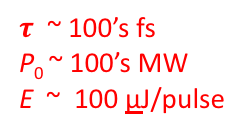 τ ~ 100's fs
P₀ ~ 100's MW
E ~ 100 μJ/pulse